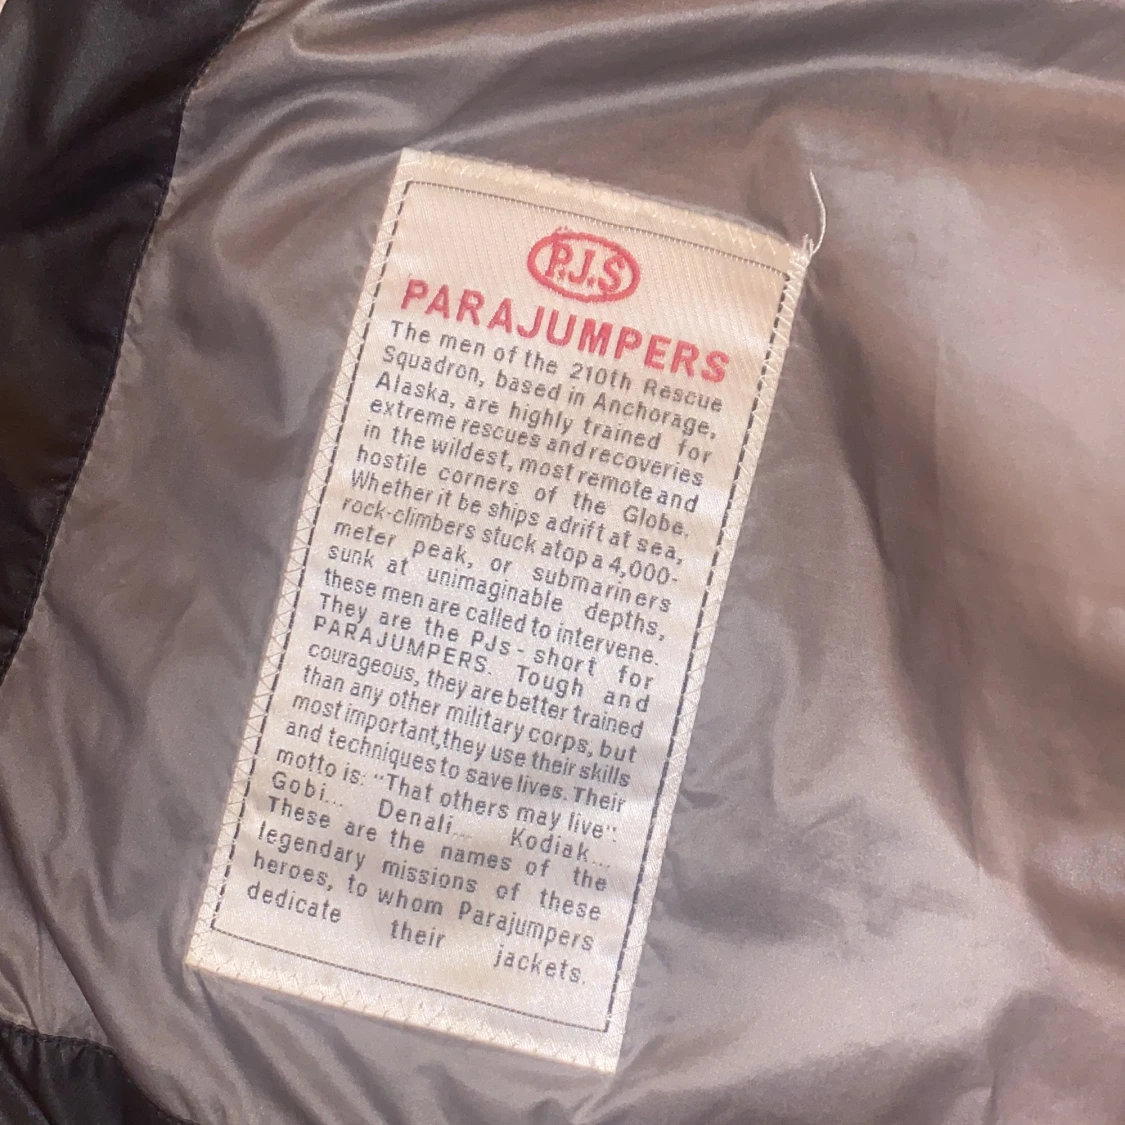 P.J.S
PARAJUMPERS
The men of the 210th Rescue
Squadron, based in Anchorage,
Alaska, are highly trained for
extreme rescues and recoveries
in the wildest, most remote and
hostile corners of the Globe.
Whether it be ships adrift at sea,
rock-climbers stuck atop a 4,000-
meter peak, or submariners
sunk at unimaginable depths,
these men are called to intervene.
They are the PJs - short for
PARAJUMPERS. Tough and
courageous, they are better trained
than any other military corps, but
most important, they use their skills
and techniques to save lives. Their
motto is: "That others may live".
Gobi... Denali... Kodiak...
These are the names of the
legendary missions of these
heroes, to whom Parajumpers
dedicate their jackets.